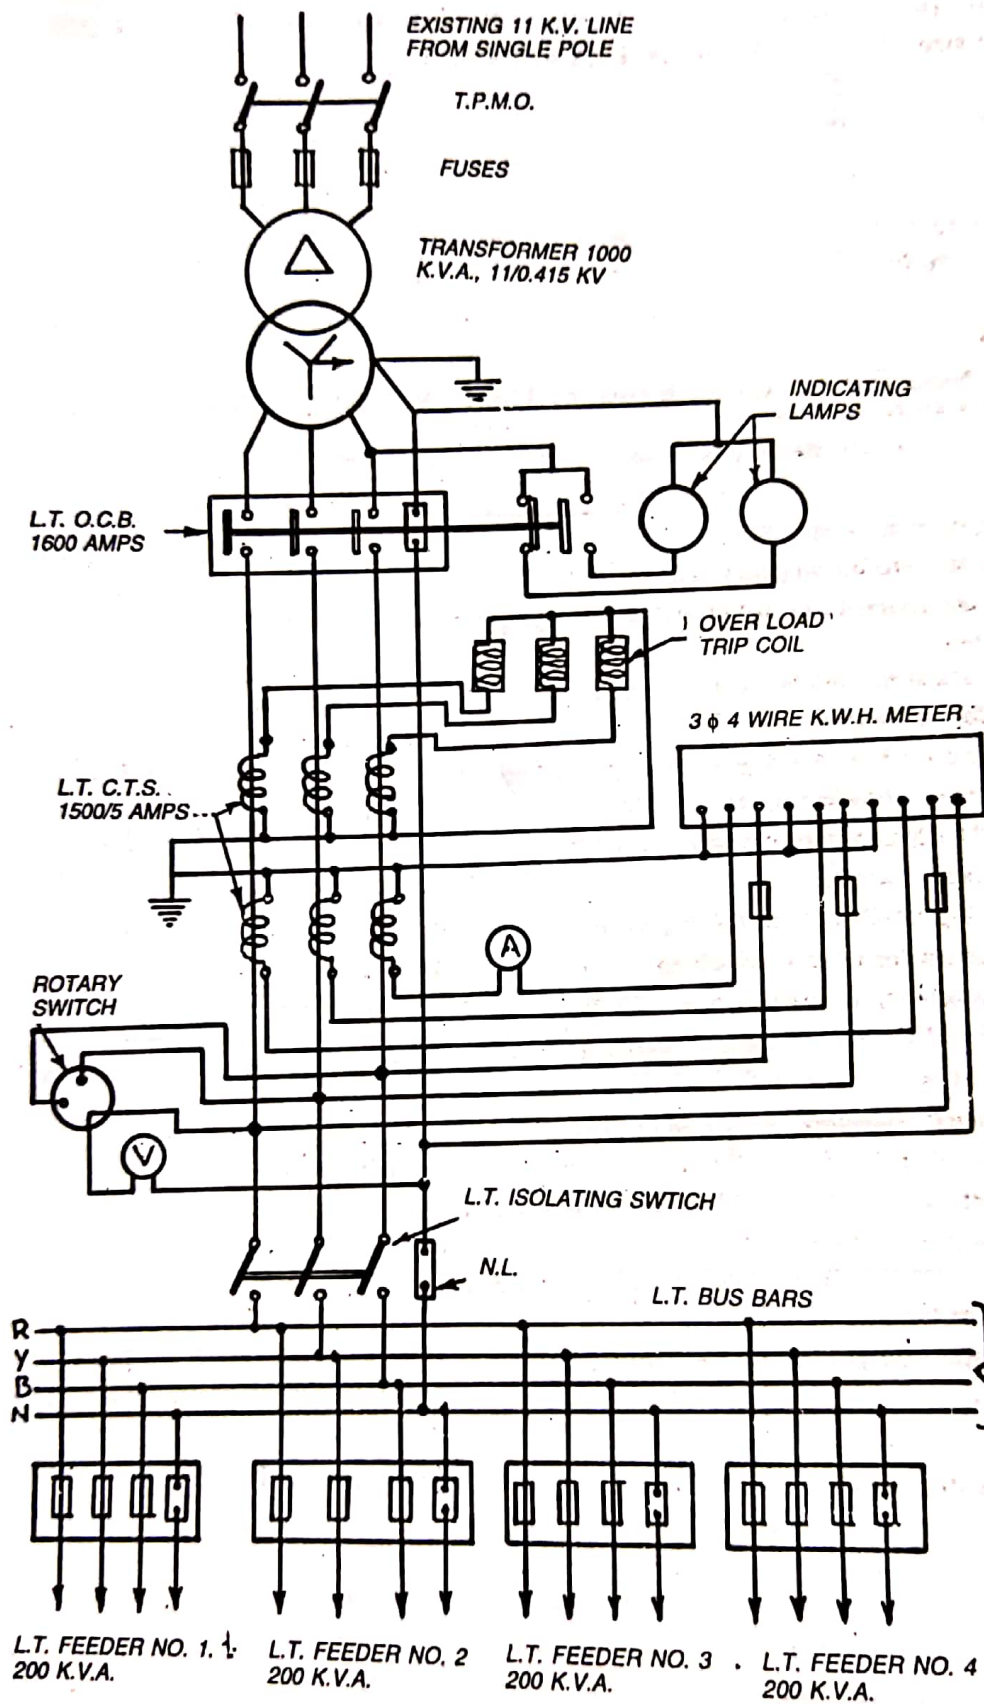 EXISTING 11 K.V. LINE
FROM SINGLE POLE
T.P.M.O.
FUSES
TRANSFORMER 1000
K.V.A., 11/0.415 KV
INDICATING
LAMPS
L.T. O.C.B.
1600 AMPS
OVER LOAD
TRIP COIL
3 ϕ 4 WIRE K.W.H. METER
L.T. C.T.S.
1500/5 AMPS
A
ROTARY
SWITCH
V
L.T. ISOLATING SWTICH
N.L.
L.T. BUS BARS
R
Y
B
N
L.T. FEEDER NO. 1.
200 K.V.A.
L.T. FEEDER NO. 2
200 K.V.A.
L.T. FEEDER NO. 3
200 K.V.A.
L.T. FEEDER NO. 4
200 K.V.A.